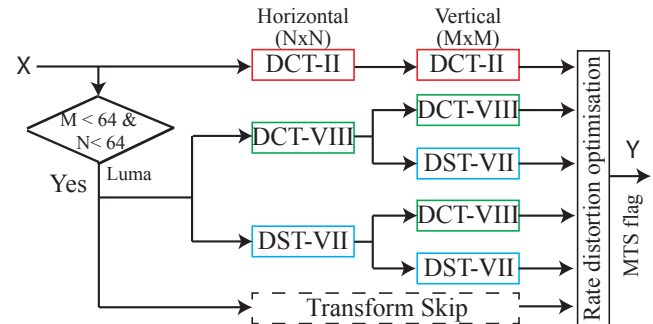 Horizontal
(NxN)
Vertical
(MxM)
X
DCT-II
DCT-II
M < 64 &
N< 64
DCT-VIII
DCT-VIII
DST-VII
Yes
Luma
DST-VII
DCT-VIII
DST-VII
Transform Skip
Rate distortion optimisation
Y
MTS flag